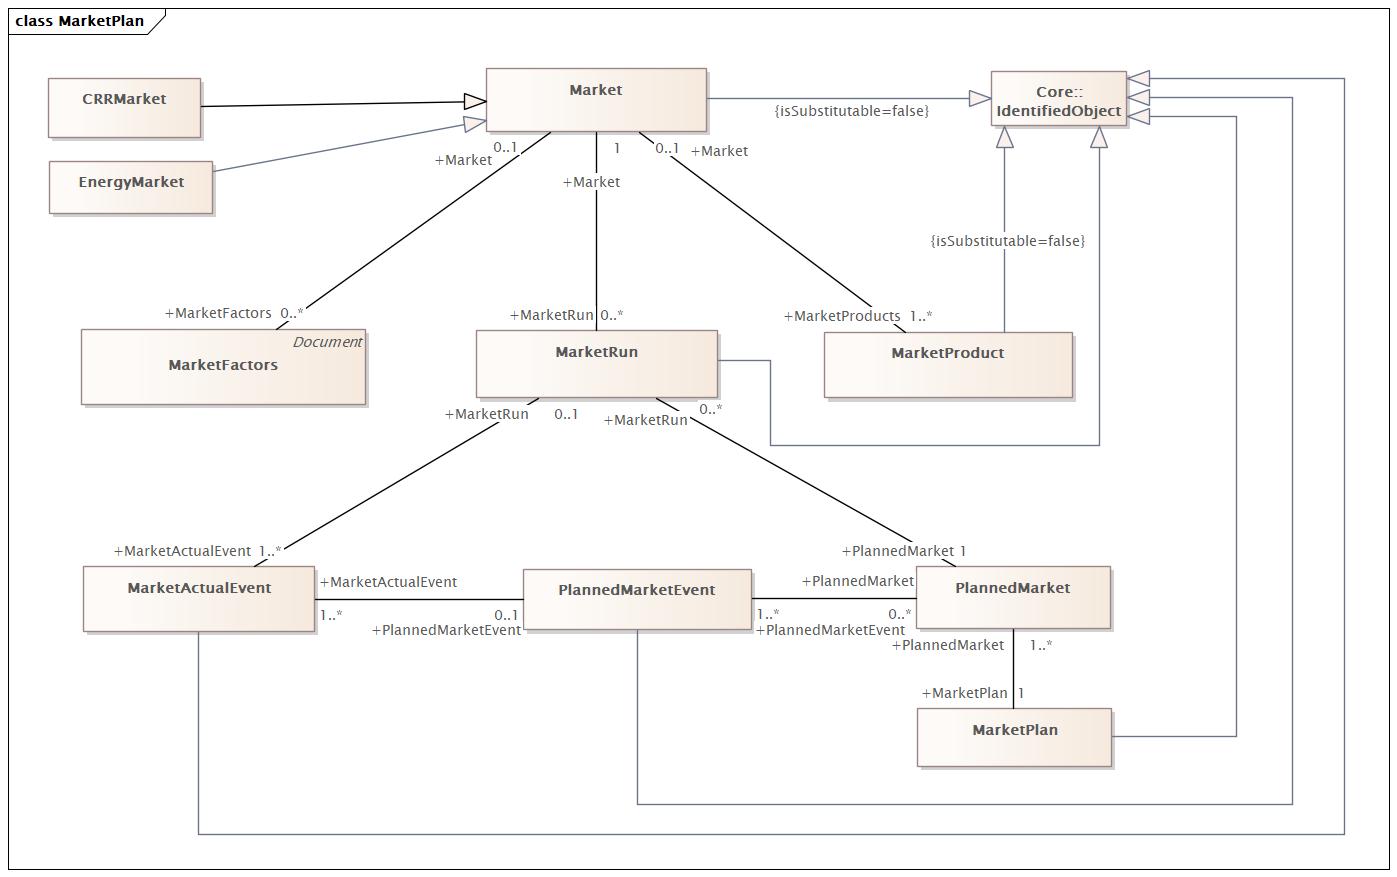 class MarketPlan
CRRMarket
Market
Core::
IdentifiedObject
{isSubstitutable=false}
EnergyMarket
0..1
+Market
1
+Market
0..1
+Market
{isSubstitutable=false}
+MarketFactors 0..*
+MarketRun 0..*
+MarketProducts 1..*
Document
MarketFactors
MarketRun
MarketProduct
+MarketRun
0..1
+MarketRun
0..*
+MarketActualEvent 1..*
+PlannedMarket 1
MarketActualEvent
+MarketActualEvent
1..*
0..1
+PlannedMarketEvent
PlannedMarketEvent
+PlannedMarket
1..*
0..*
+PlannedMarketEvent
PlannedMarket
+PlannedMarket
1..*
+MarketPlan 1
MarketPlan